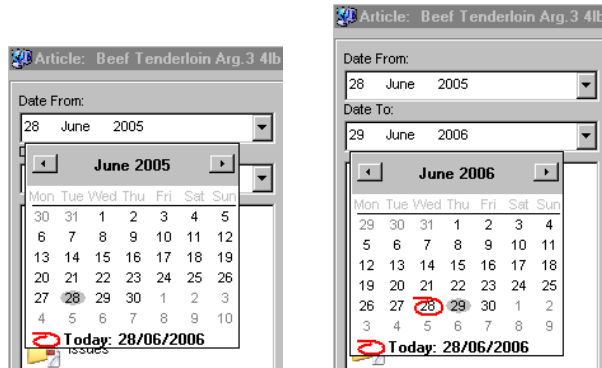 Article: Beef Tenderloin Arg.3 4lb
Date From:
28 June 2005
June 2005
Mon Tue Wed Thu Fri Sat Sun
30 31 1 2 3 4 5
6 7 8 9 10 11 12
13 14 15 16 17 18 19
20 21 22 23 24 25 26
27 28 29 30 1 2 3
4 5 6 7 8 9 10
Today: 28/06/2006
Issues
Article: Beef Tenderloin Arg.3 4lb
Date From:
28 June 2005
Date To:
29 June 2006
June 2006
Mon Tue Wed Thu Fri Sat Sun
29 30 31 1 2 3 4
5 6 7 8 9 10 11
12 13 14 15 16 17 18
19 20 21 22 23 24 25
26 27 28 29 30 1 2
3 4 5 6 7 8 9
Today: 28/06/2006